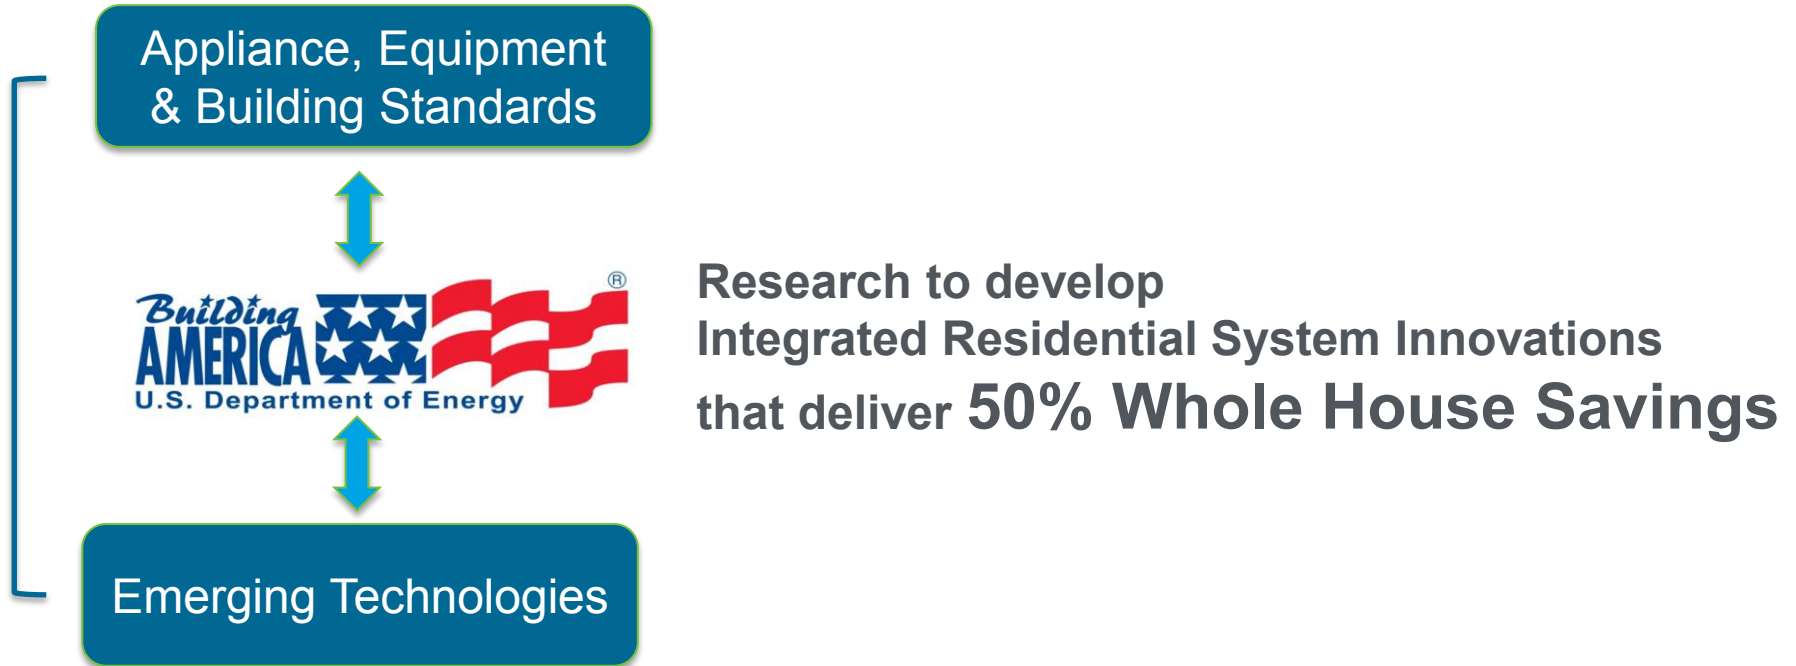 Appliance, Equipment
& Building Standards
Building
AMERICA
®
U.S. Department of Energy
Research to develop
Integrated Residential System Innovations
that deliver 50% Whole House Savings
Emerging Technologies